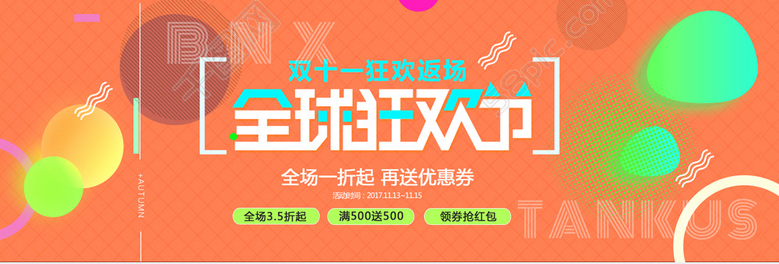 BNX
双十一狂欢返场
全球狂欢节
全场一折起 再送优惠券
活动时间：2017.11.13~11.15
全场3.5折起 满500送500 领券抢红包
+AUTUMN
TANKUS